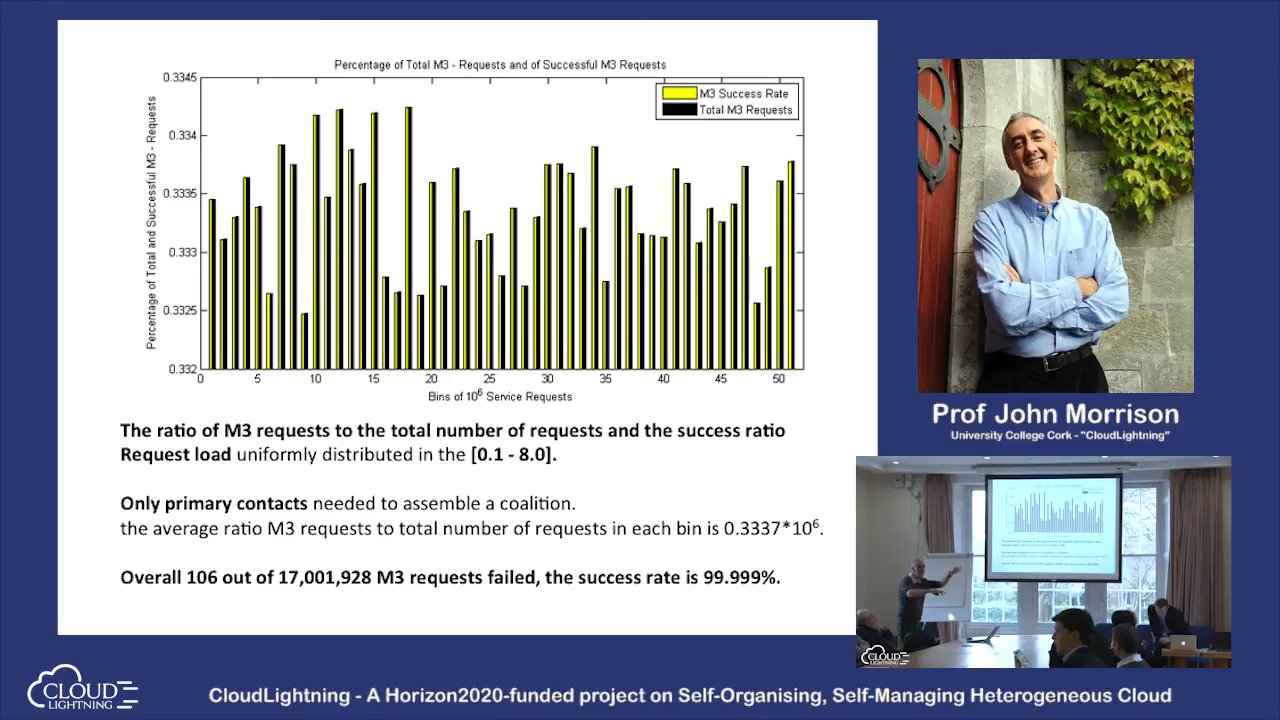 Percentage of Total M3 - Requests and of Successful M3 Requests
Percentage of Total and Successful M3 - Requests
0.3345
0.334
0.3335
0.333
0.3325
0.332
M3 Success Rate
Total M3 Requests
0 5 10 15 20 25 30 35 40 45 50
Bins of 10⁶ Service Requests
The ratio of M3 requests to the total number of requests and the success ratio
Request load uniformly distributed in the [0.1 - 8.0].
Only primary contacts needed to assemble a coalition.
the average ratio M3 requests to total number of requests in each bin is 0.3337*10⁶.
Overall 106 out of 17,001,928 M3 requests failed, the success rate is 99.999%.
Prof John Morrison
University College Cork - "CloudLightning"
CLOUD
LIGHTNING
CLOUD
LIGHTNING
CloudLightning - A Horizon2020-funded project on Self-Organising, Self-Managing Heterogeneous Cloud